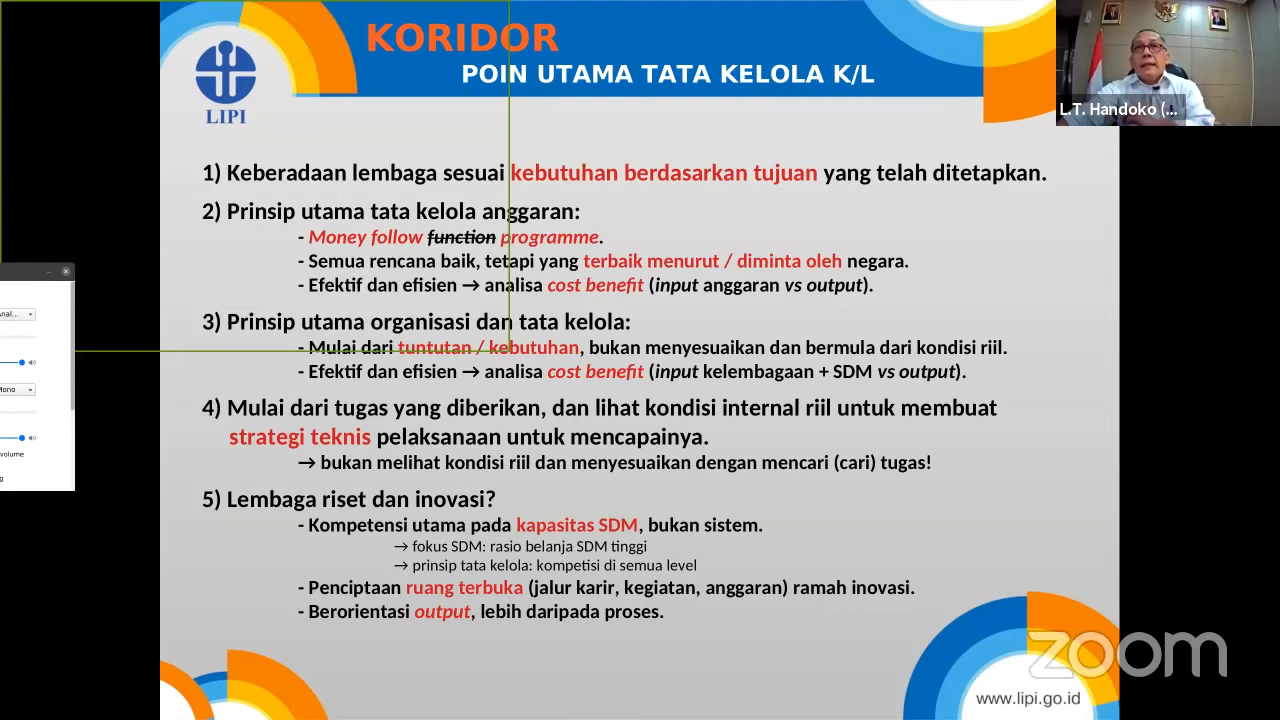 KORIDOR
POIN UTAMA TATA KELOLA K/L
LIPI
L.T. Handoko (...
1) Keberadaan lembaga sesuai kebutuhan berdasarkan tujuan yang telah ditetapkan.
2) Prinsip utama tata kelola anggaran:
- Money follow function programme.
- Semua rencana baik, tetapi yang terbaik menurut / diminta oleh negara.
- Efektif dan efisien → analisa cost benefit (input anggaran vs output).
3) Prinsip utama organisasi dan tata kelola:
- Mulai dari tuntutan / kebutuhan, bukan menyesuaikan dan bermula dari kondisi riil.
- Efektif dan efisien → analisa cost benefit (input kelembagaan + SDM vs output).
4) Mulai dari tugas yang diberikan, dan lihat kondisi internal riil untuk membuat
strategi teknis pelaksanaan untuk mencapainya.
→ bukan melihat kondisi riil dan menyesuaikan dengan mencari (cari) tugas!
5) Lembaga riset dan inovasi?
- Kompetensi utama pada kapasitas SDM, bukan sistem.
→ fokus SDM: rasio belanja SDM tinggi
→ prinsip tata kelola: kompetisi di semua level
- Penciptaan ruang terbuka (jalur karir, kegiatan, anggaran) ramah inovasi.
- Berorientasi output, lebih daripada proses.
zoom
www.lipi.go.id
Anal...
Mono
volume